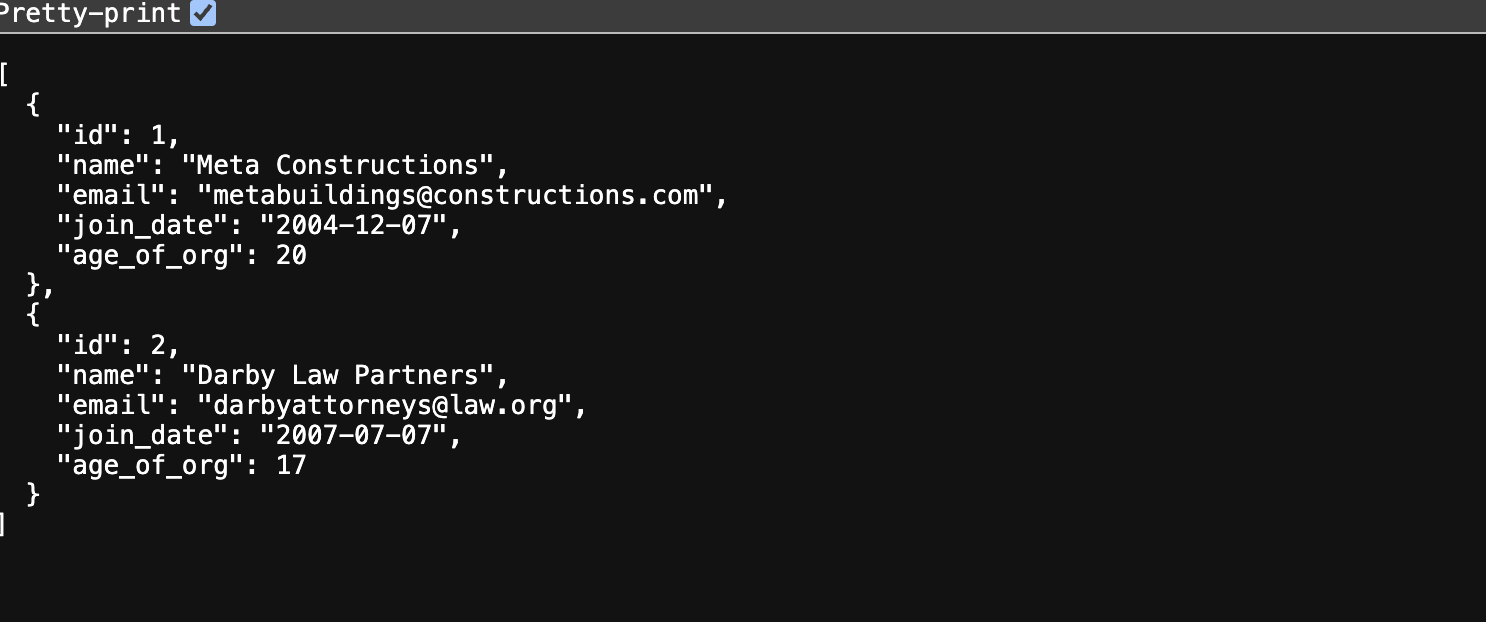 Pretty-print
[
  {
    "id": 1,
    "name": "Meta Constructions",
    "email": "metabuildings@constructions.com",
    "join_date": "2004-12-07",
    "age_of_org": 20
  },
  {
    "id": 2,
    "name": "Darby Law Partners",
    "email": "darbyattorneys@law.org",
    "join_date": "2007-07-07",
    "age_of_org": 17
  }
]